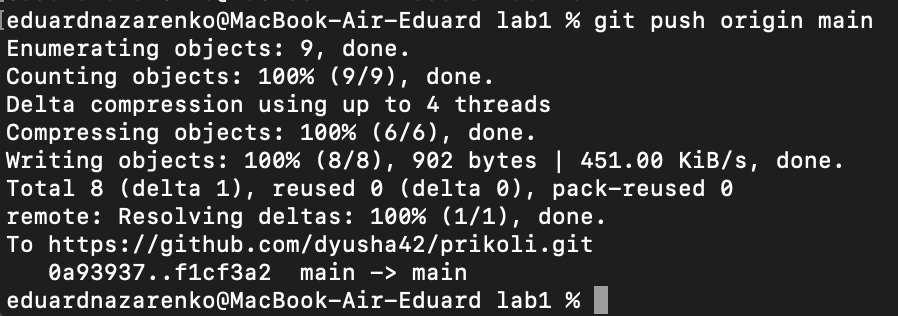 eduardnazarenko@MacBook-Air-Eduard lab1 % git push origin main
Enumerating objects: 9, done.
Counting objects: 100% (9/9), done.
Delta compression using up to 4 threads
Compressing objects: 100% (6/6), done.
Writing objects: 100% (8/8), 902 bytes | 451.00 KiB/s, done.
Total 8 (delta 1), reused 0 (delta 0), pack-reused 0
remote: Resolving deltas: 100% (1/1), done.
To https://github.com/dyusha42/prikoli.git
   0a93937..f1cf3a2  main -> main
eduardnazarenko@MacBook-Air-Eduard lab1 %